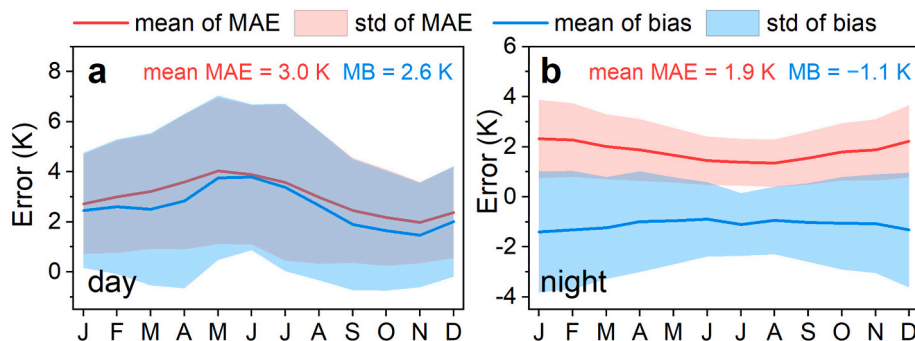 mean of MAE std of MAE mean of bias std of bias
a
mean MAE = 3.0 K MB = 2.6 K
Error (K)
8
6
4
2
0
day
J F M A M J J A S O N D
b
mean MAE = 1.9 K MB = −1.1 K
Error (K)
6
4
2
0
-2
-4
night
J F M A M J J A S O N D